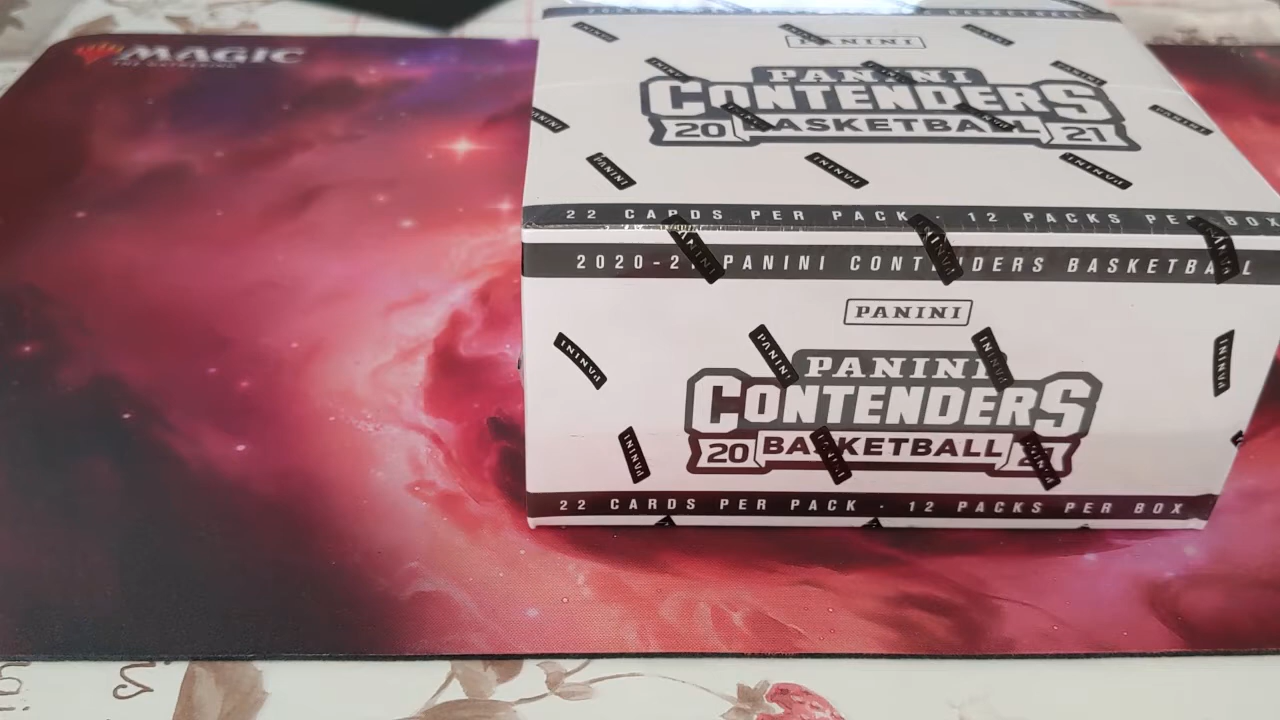 MAGIC
PANINI
PANINI
CONTENDERS
20 BASKETBALL 21
22 CARDS PER PACK · 12 PACKS PER BOX
2020-21 PANINI CONTENDERS BASKETBALL
PANINI
PANINI
CONTENDERS
20 BASKETBALL 21
22 CARDS PER PACK · 12 PACKS PER BOX